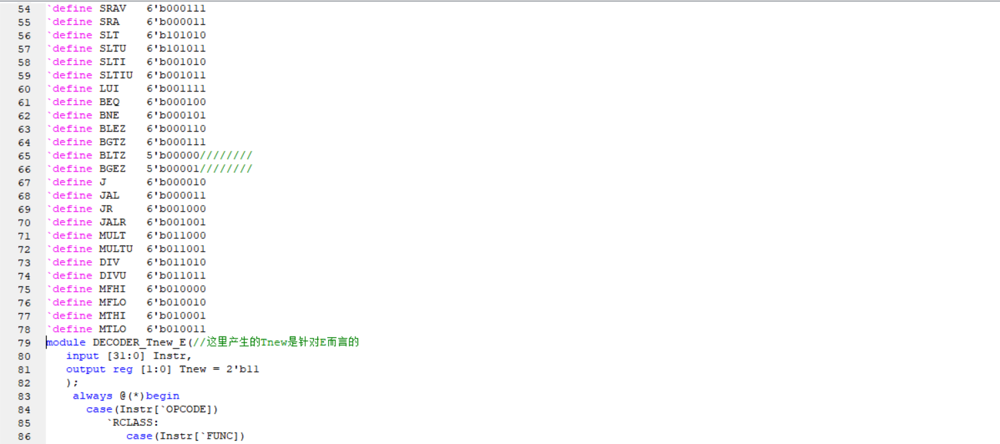 54 `define SRAV 6'b000111
55 `define SRA 6'b000011
56 `define SLT 6'b101010
57 `define SLTU 6'b101011
58 `define SLTI 6'b001010
59 `define SLTIU 6'b001011
60 `define LUI 6'b001111
61 `define BEQ 6'b000100
62 `define BNE 6'b000101
63 `define BLEZ 6'b000110
64 `define BGTZ 6'b000111
65 `define BLTZ 5'b00000////////
66 `define BGEZ 5'b00001////////
67 `define J 6'b000010
68 `define JAL 6'b000011
69 `define JR 6'b001000
70 `define JALR 6'b001001
71 `define MULT 6'b011000
72 `define MULTU 6'b011001
73 `define DIV 6'b011010
74 `define DIVU 6'b011011
75 `define MFHI 6'b010000
76 `define MFLO 6'b010010
77 `define MTHI 6'b010001
78 `define MTLO 6'b010011
79 module DECODER_Tnew_E(//这里产生的Tnew是针对E而言的
80 input [31:0] Instr,
81 output reg [1:0] Tnew = 2'b11
82 );
83 always @(*)begin
84 case(Instr[`OPCODE])
85 `RCLASS:
86 case(Instr[`FUNC])